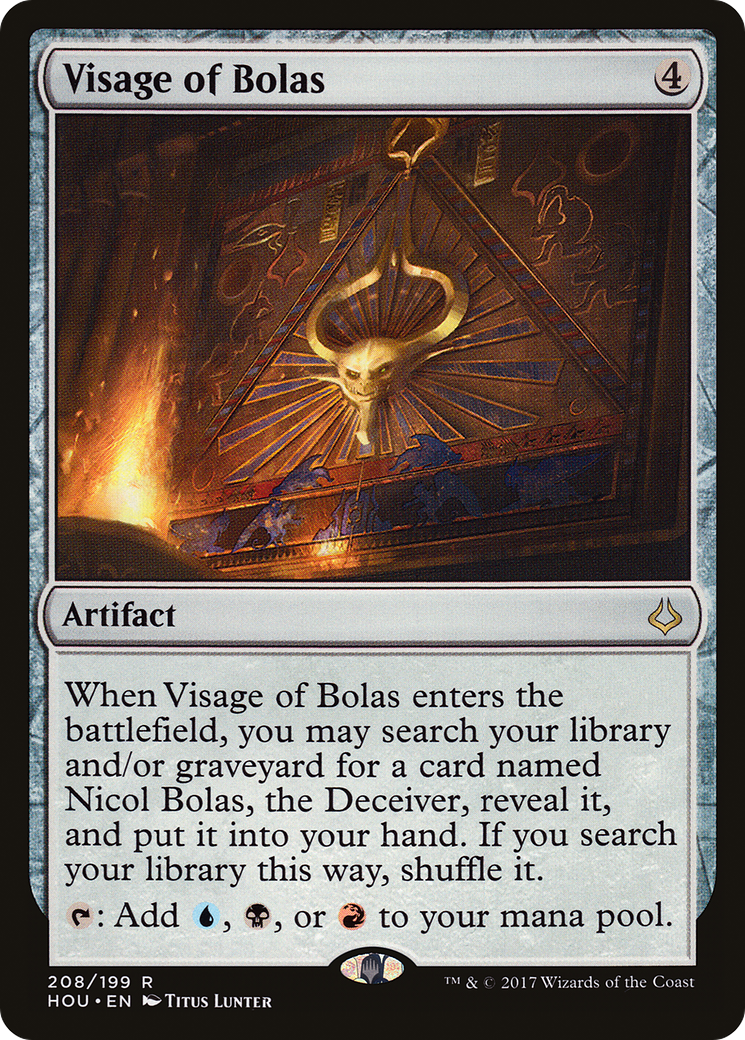 Visage of Bolas 4
Artifact
When Visage of Bolas enters the
battlefield, you may search your library
and/or graveyard for a card named
Nicol Bolas, the Deceiver, reveal it,
and put it into your hand. If you search
your library this way, shuffle it.
: Add , , or to your mana pool.
208/199 R
HOU • EN Titus Lunter
™ & © 2017 Wizards of the Coast